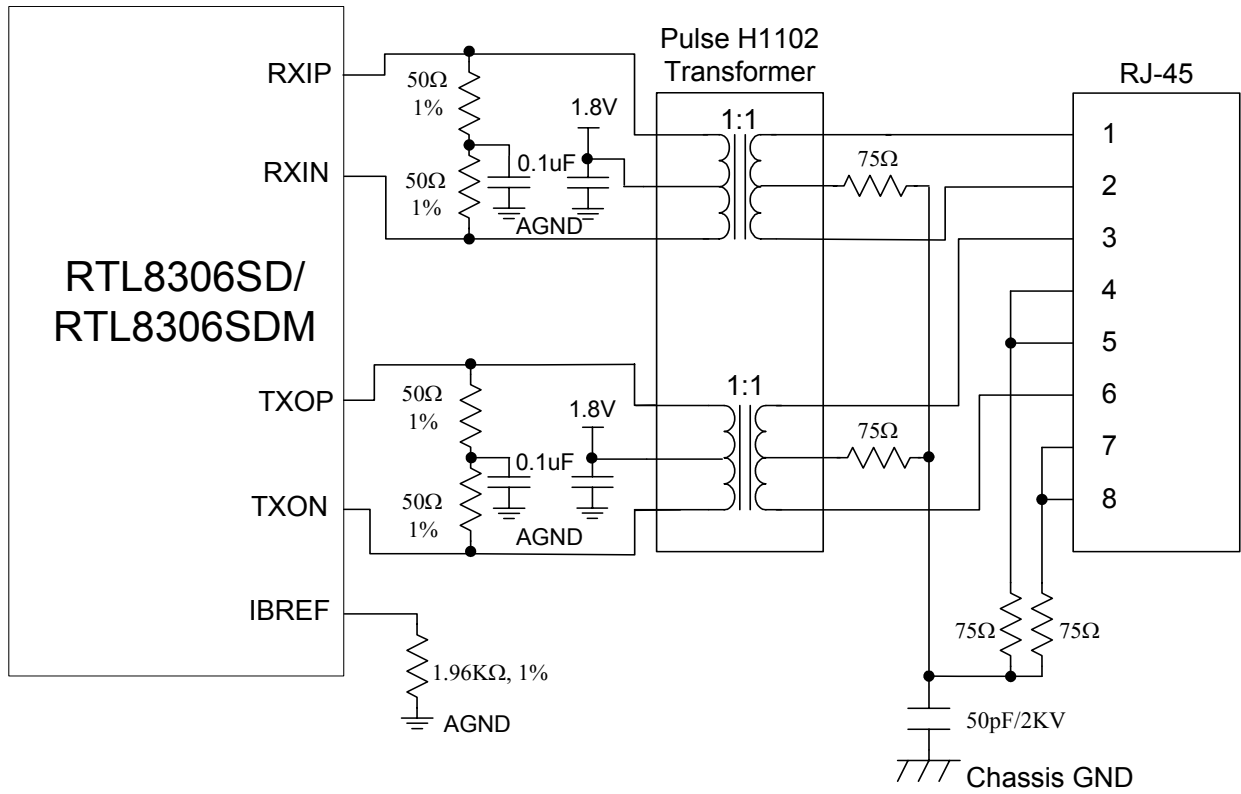 Pulse H1102
Transformer
RJ-45
RXIP
50Ω
1%
1.8V
1:1
1
75Ω
0.1uF
RXIN
50Ω
1%
2
AGND
3
RTL8306SD/
RTL8306SDM
4
5
1:1
TXOP
50Ω
1%
1.8V
6
75Ω
7
0.1uF
TXON
50Ω
1%
8
AGND
IBREF
75Ω
75Ω
1.96KΩ, 1%
AGND
50pF/2KV
Chassis GND